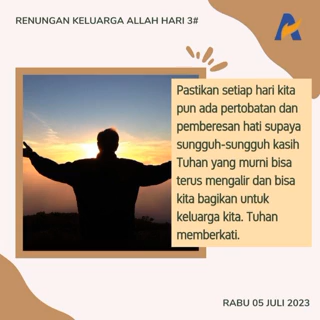 RENUNGAN KELUARGA ALLAH HARI 3#
Pastikan setiap hari kita
pun ada pertobatan dan
pemberesan hati supaya
sungguh-sungguh kasih
Tuhan yang murni bisa
terus mengalir dan bisa
kita bagikan untuk
keluarga kita. Tuhan
memberkati.
RABU 05 JULI 2023